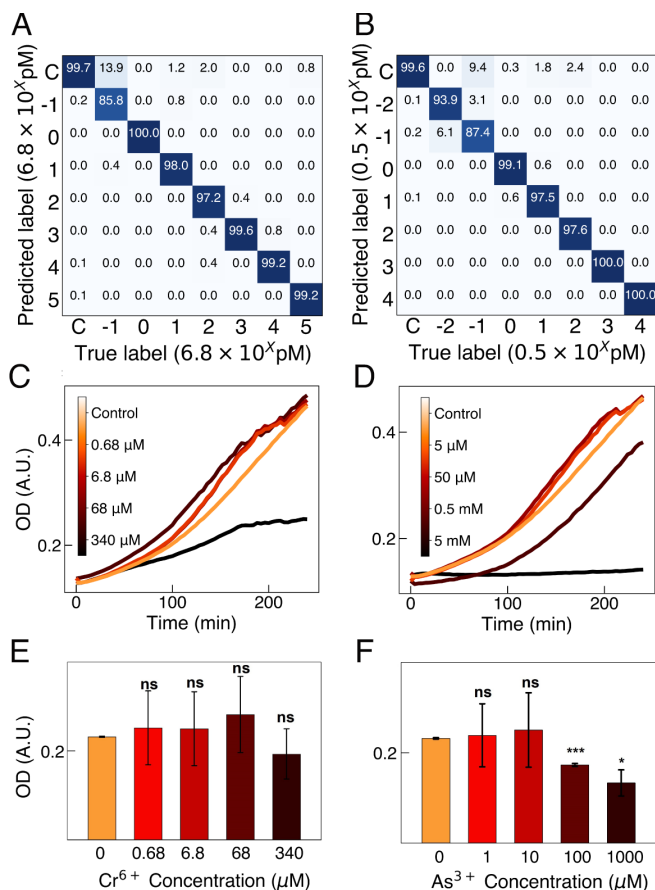 A
Predicted label (6.8 × 10^x pM)
C 99.7 13.9 0.0 1.2 2.0 0.0 0.0 0.8
-1 0.2 85.8 0.0 0.8 0.0 0.0 0.0 0.0
0 0.0 0.0 100.0 0.0 0.0 0.0 0.0 0.0
1 0.0 0.4 0.0 98.0 0.0 0.0 0.0 0.0
2 0.0 0.0 0.0 0.0 97.2 0.4 0.0 0.0
3 0.0 0.0 0.0 0.0 0.4 99.6 0.8 0.0
4 0.1 0.0 0.0 0.0 0.4 0.0 99.2 0.0
5 0.1 0.0 0.0 0.0 0.0 0.0 0.0 99.2
C -1 0 1 2 3 4 5
True label (6.8 × 10^x pM)
B
Predicted label (0.5 × 10^x pM)
C 99.6 0.0 9.4 0.3 1.8 2.4 0.0 0.0
-2 0.1 93.9 3.1 0.0 0.0 0.0 0.0 0.0
-1 0.2 6.1 87.4 0.0 0.0 0.0 0.0 0.0
0 0.0 0.0 0.0 99.1 0.6 0.0 0.0 0.0
1 0.1 0.0 0.0 0.6 97.5 0.0 0.0 0.0
2 0.0 0.0 0.0 0.0 0.0 97.6 0.0 0.0
3 0.0 0.0 0.0 0.0 0.0 0.0 100.0 0.0
4 0.0 0.0 0.0 0.0 0.0 0.0 0.0 100.0
C -2 -1 0 1 2 3 4
True label (0.5 × 10^x pM)
C
OD (A.U.)
0.4
0.2
Control
0.68 μM
6.8 μM
68 μM
340 μM
0 100 200
Time (min)
D
0.4
0.2
Control
5 μM
50 μM
0.5 mM
5 mM
0 100 200
Time (min)
E
OD (A.U.)
0.2
ns ns ns ns
0 0.68 6.8 68 340
Cr6+ Concentration (μM)
F
0.2
ns ns *** *
0 1 10 100 1000
As3+ Concentration (μM)